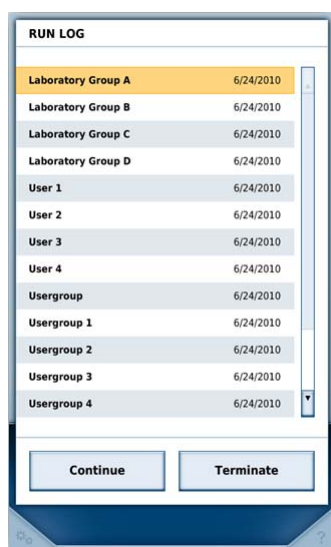 RUN LOG
Laboratory Group A 6/24/2010
Laboratory Group B 6/24/2010
Laboratory Group C 6/24/2010
Laboratory Group D 6/24/2010
User 1 6/24/2010
User 2 6/24/2010
User 3 6/24/2010
User 4 6/24/2010
Usergroup 6/24/2010
Usergroup 1 6/24/2010
Usergroup 2 6/24/2010
Usergroup 3 6/24/2010
Usergroup 4 6/24/2010
Continue Terminate
?